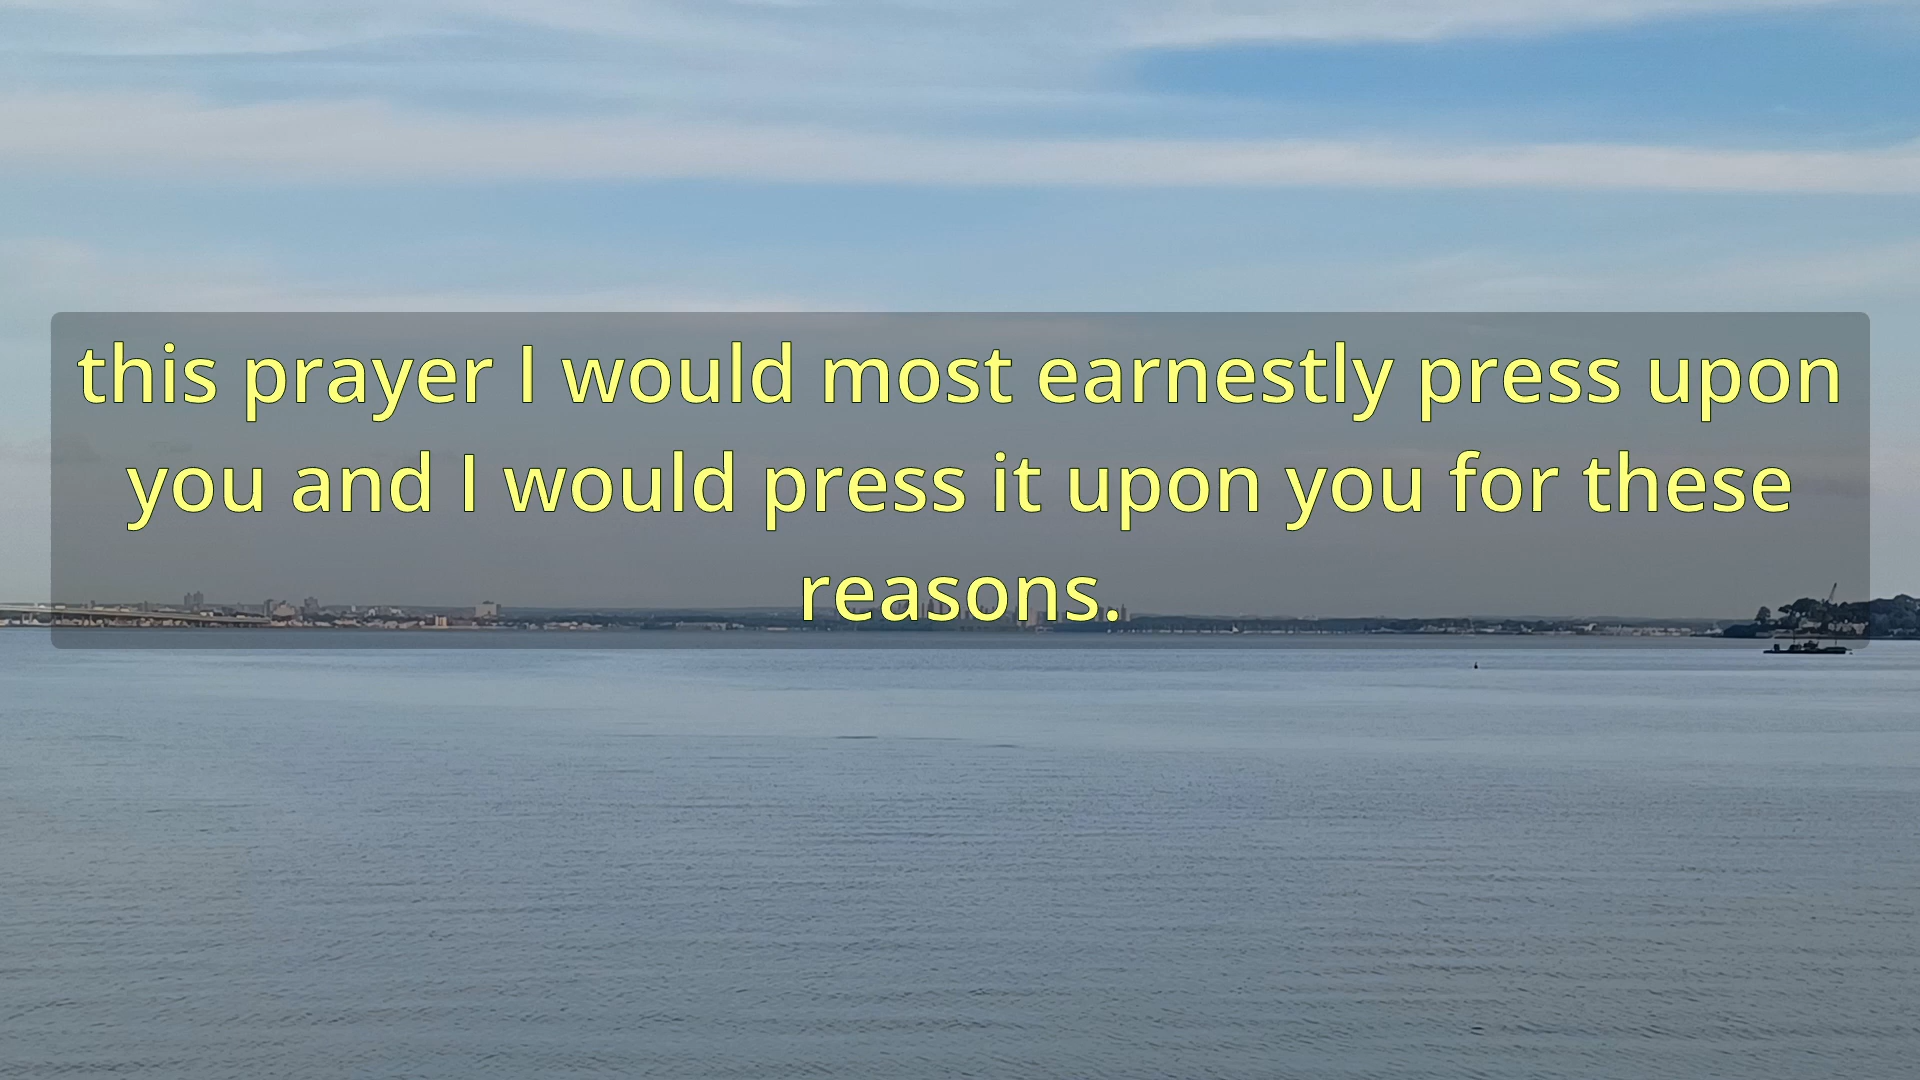 this prayer I would most earnestly press upon
you and I would press it upon you for these
reasons.